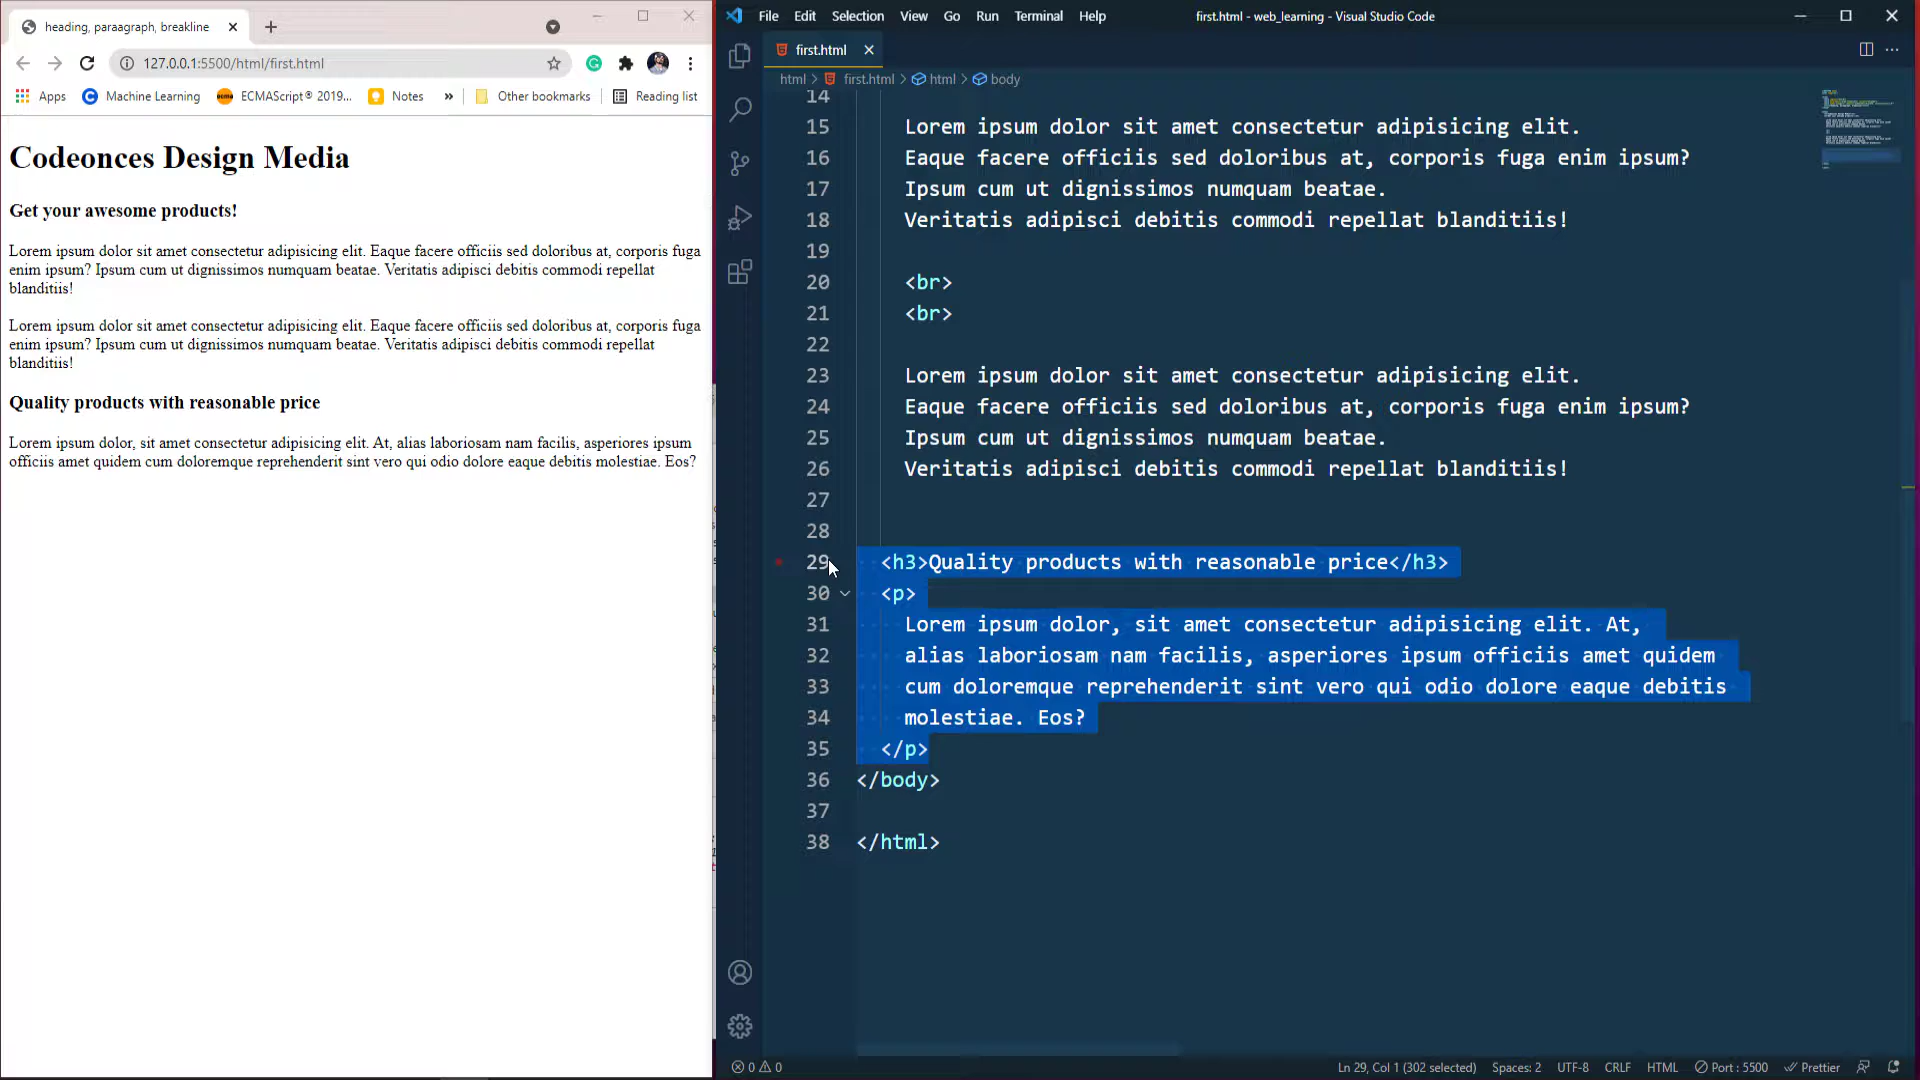 heading, paraagraph, breakline
127.0.0.1:5500/html/first.html
Apps
Machine Learning
ECMAScript® 2019...
Notes
»
Other bookmarks
Reading list
Codeonces Design Media
Get your awesome products!
Lorem ipsum dolor sit amet consectetur adipisicing elit. Eaque facere officiis sed doloribus at, corporis fuga
enim ipsum? Ipsum cum ut dignissimos numquam beatae. Veritatis adipisci debitis commodi repellat
blanditiis!
Lorem ipsum dolor sit amet consectetur adipisicing elit. Eaque facere officiis sed doloribus at, corporis fuga
enim ipsum? Ipsum cum ut dignissimos numquam beatae. Veritatis adipisci debitis commodi repellat
blanditiis!
Quality products with reasonable price
Lorem ipsum dolor, sit amet consectetur adipisicing elit. At, alias laboriosam nam facilis, asperiores ipsum
officiis amet quidem cum doloremque reprehenderit sint vero qui odio dolore eaque debitis molestiae. Eos?
File Edit Selection View Go Run Terminal Help
first.html - web_learning - Visual Studio Code
first.html
html > first.html > html > body
14
15 Lorem ipsum dolor sit amet consectetur adipisicing elit.
16 Eaque facere officiis sed doloribus at, corporis fuga enim ipsum?
17 Ipsum cum ut dignissimos numquam beatae.
18 Veritatis adipisci debitis commodi repellat blanditiis!
19
20 <br>
21 <br>
22
23 Lorem ipsum dolor sit amet consectetur adipisicing elit.
24 Eaque facere officiis sed doloribus at, corporis fuga enim ipsum?
25 Ipsum cum ut dignissimos numquam beatae.
26 Veritatis adipisci debitis commodi repellat blanditiis!
27
28
29 <h3>Quality products with reasonable price</h3>
30 <p>
31 Lorem ipsum dolor, sit amet consectetur adipisicing elit. At,
32 alias laboriosam nam facilis, asperiores ipsum officiis amet quidem
33 cum doloremque reprehenderit sint vero qui odio dolore eaque debitis
34 molestiae. Eos?
35 </p>
36 </body>
37
38 </html>
0 0
Ln 29, Col 1 (302 selected)
Spaces: 2
UTF-8
CRLF
HTML
Port : 5500
Prettier